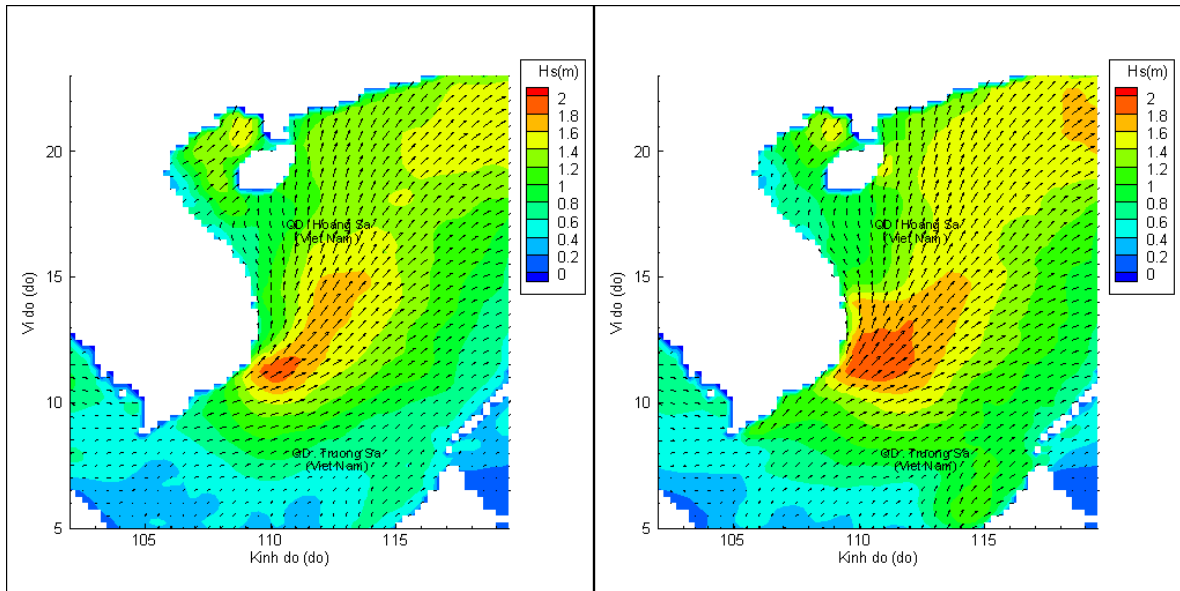 Hs(m)
2
1.8
1.6
1.4
1.2
1
0.8
0.6
0.4
0.2
0
20
15
10
5
Vi do (do)
105
110
115
Kinh do (do)
QD. Hoang Sa
(Viet Nam)
QD. Truong Sa
(Viet Nam)
Hs(m)
2
1.8
1.6
1.4
1.2
1
0.8
0.6
0.4
0.2
0
20
15
10
5
Vi do (do)
105
110
115
Kinh do (do)
QD. Hoang Sa
(Viet Nam)
QD. Truong Sa
(Viet Nam)